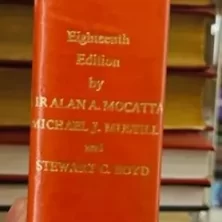 Eighteenth
Edition
by
IR ALAN A. MOCATTA
MICHAEL J. MUSTILL
and
STEWART C. BOYD